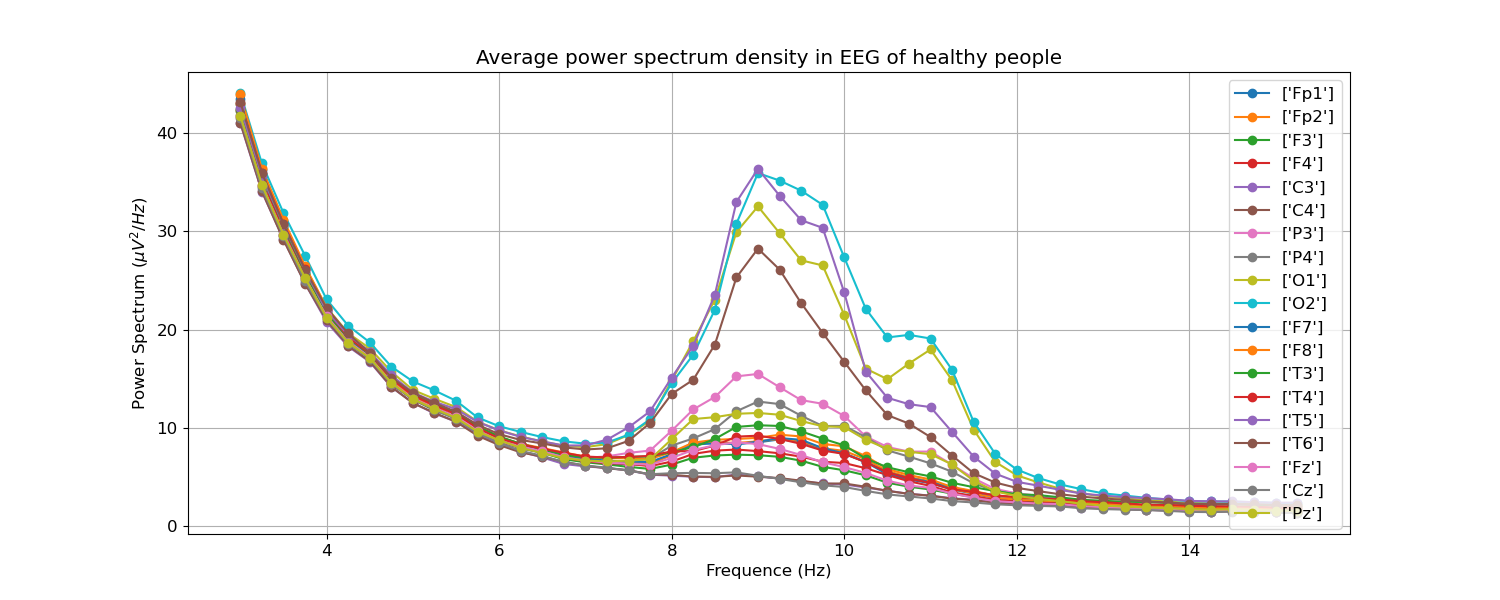 Average power spectrum density in EEG of healthy people
Power Spectrum (μV²/Hz)
40
30
20
10
0
4 6 8 10 12 14
Frequence (Hz)
['Fp1']
['Fp2']
['F3']
['F4']
['C3']
['C4']
['P3']
['P4']
['O1']
['O2']
['F7']
['F8']
['T3']
['T4']
['T5']
['T6']
['Fz']
['Cz']
['Pz']